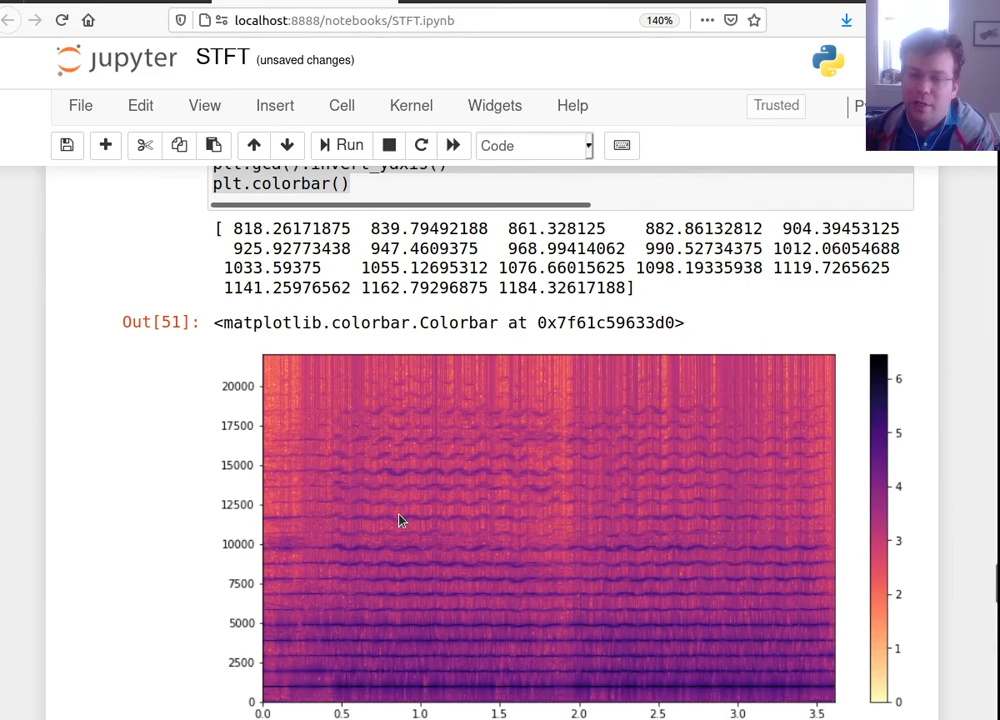 localhost:8888/notebooks/STFT.ipynb
140%
jupyter STFT (unsaved changes)
File Edit View Insert Cell Kernel Widgets Help Trusted
Run Code
plt.colorbar()
[ 818.26171875 839.79492188 861.328125 882.86132812 904.39453125
925.92773438 947.4609375 968.99414062 990.52734375 1012.06054688
1033.59375 1055.12695312 1076.66015625 1098.19335938 1119.7265625
1141.25976562 1162.79296875 1184.32617188]
Out[51]: <matplotlib.colorbar.Colorbar at 0x7f61c59633d0>
20000
17500
15000
12500
10000
7500
5000
2500
0
0.0 0.5 1.0 1.5 2.0 2.5 3.0 3.5
6
5
4
3
2
1
0